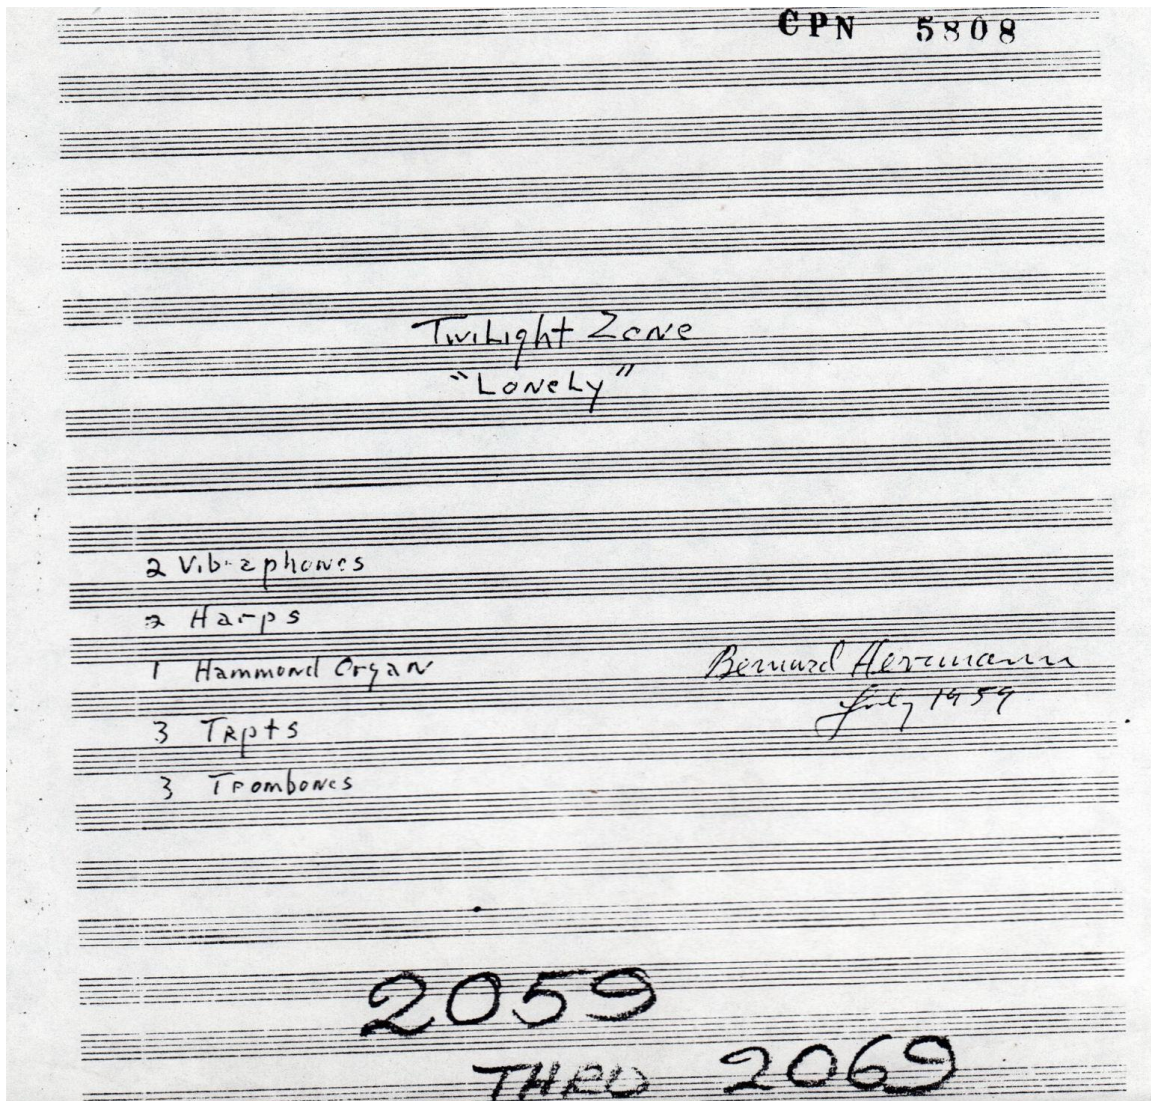 CPN 5808
Twilight Zone
"Lonely"
2 Vibraphones
2 Harps
1 Hammond Organ
Bernard Herrmann
July 1959
3 Trpts
3 Trombones
2059
THRU 2069